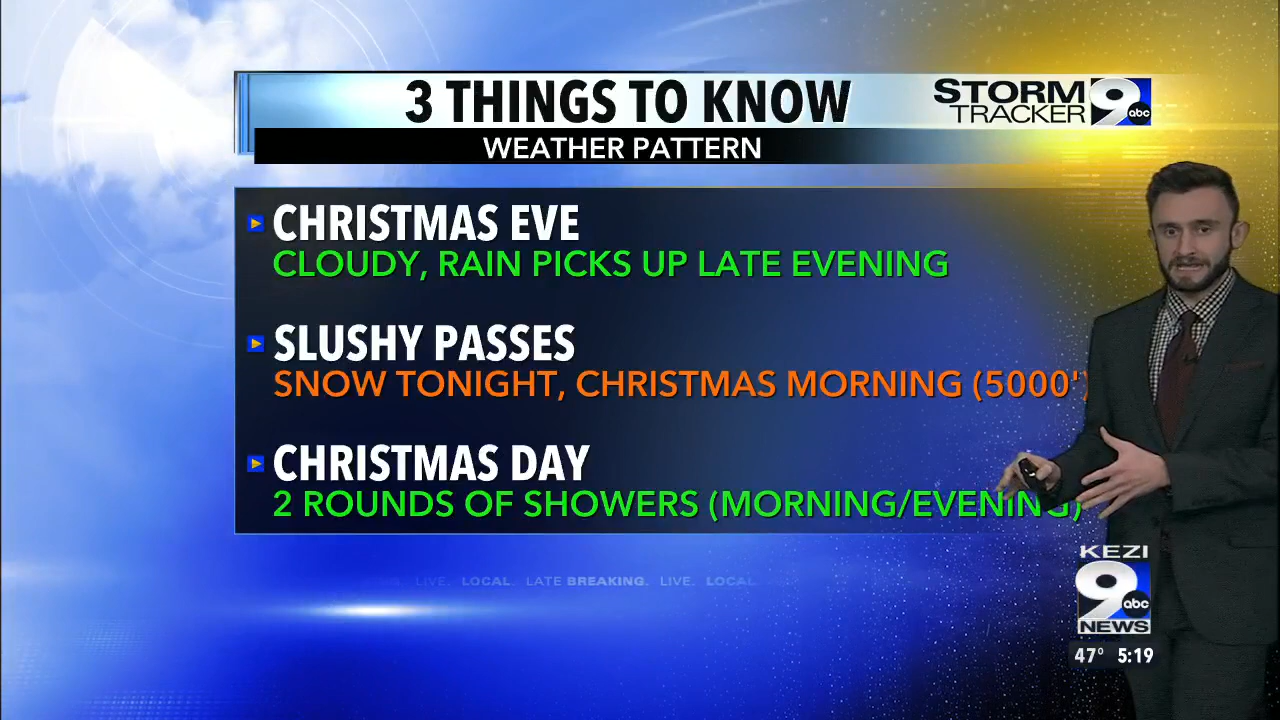 3 THINGS TO KNOW
STORM
TRACKER 9 abc
WEATHER PATTERN
CHRISTMAS EVE
CLOUDY, RAIN PICKS UP LATE EVENING
SLUSHY PASSES
SNOW TONIGHT, CHRISTMAS MORNING (5000')
CHRISTMAS DAY
2 ROUNDS OF SHOWERS (MORNING/EVENING)
LIVE. LOCAL. LATE BREAKING. LIVE. LOCAL
KEZI
9 abc
NEWS
47° 5:19